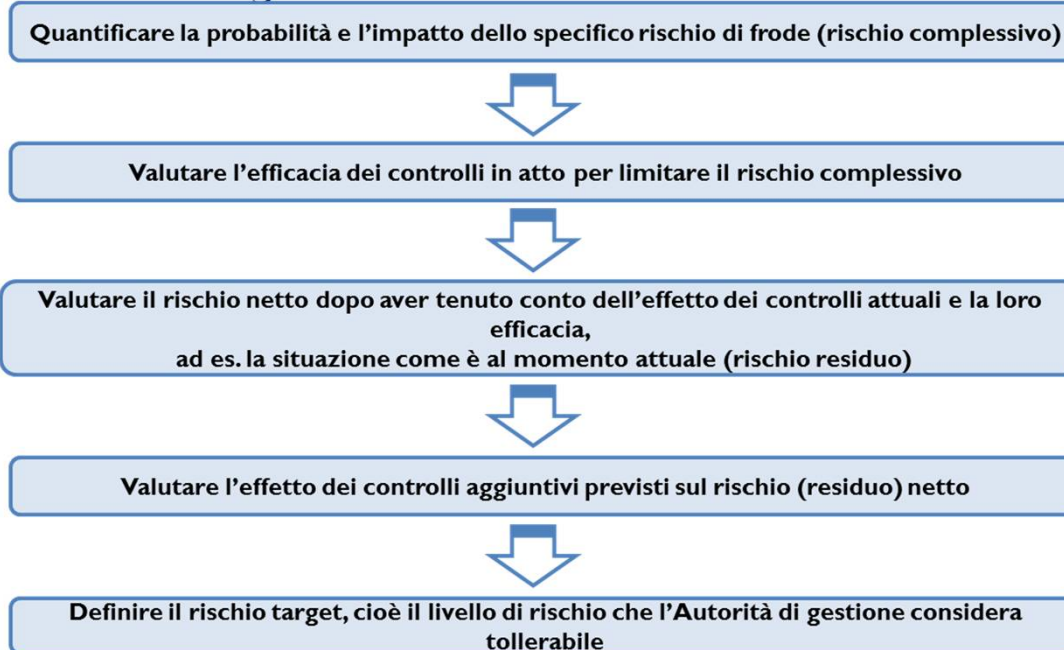 Quantificare la probabilità e l’impatto dello specifico rischio di frode (rischio complessivo)
Valutare l’efficacia dei controlli in atto per limitare il rischio complessivo
Valutare il rischio netto dopo aver tenuto conto dell’effetto dei controlli attuali e la loro
efficacia,
ad es. la situazione come è al momento attuale (rischio residuo)
Valutare l’effetto dei controlli aggiuntivi previsti sul rischio (residuo) netto
Definire il rischio target, cioè il livello di rischio che l’Autorità di gestione considera
tollerabile